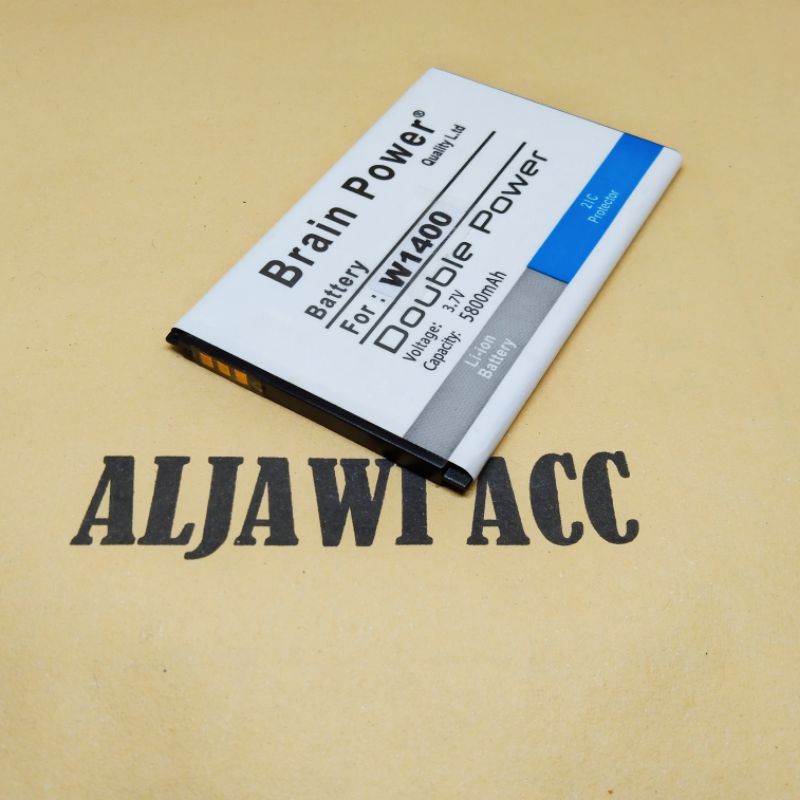 Brain Power®
Quality L.td
Battery
For : W1400
Double Power
Voltage: 3.7V
Capacity: 5800mAh
Li-ion
Battery
2IC
Protector
ALJAWI ACC